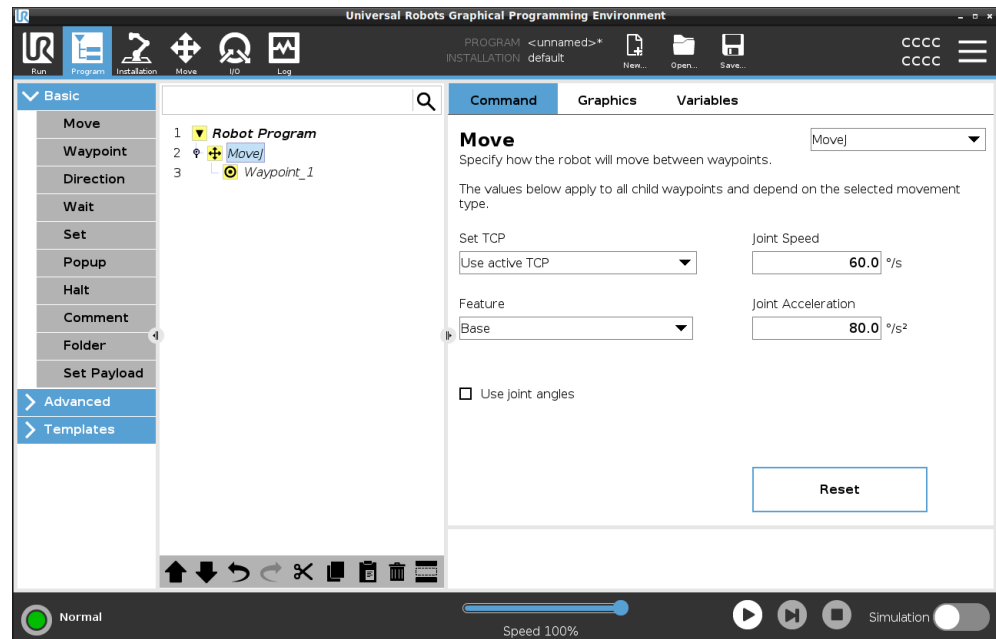 Universal Robots Graphical Programming Environment
UR
Run
Program
Installation
Move
I/O
Log
PROGRAM <unnamed>*
INSTALLATION default
New...
Open...
Save...
CCCC
CCCC
Basic
Move
Waypoint
Direction
Wait
Set
Popup
Halt
Comment
Folder
Set Payload
Advanced
Templates
1 Robot Program
2 MoveJ
3 Waypoint_1
Command Graphics Variables
Move
MoveJ
Specify how the robot will move between waypoints.
The values below apply to all child waypoints and depend on the selected movement
type.
Set TCP
Joint Speed
Use active TCP
60.0 °/s
Feature
Joint Acceleration
Base
80.0 °/s²
Use joint angles
Reset
Normal
Speed 100%
Simulation